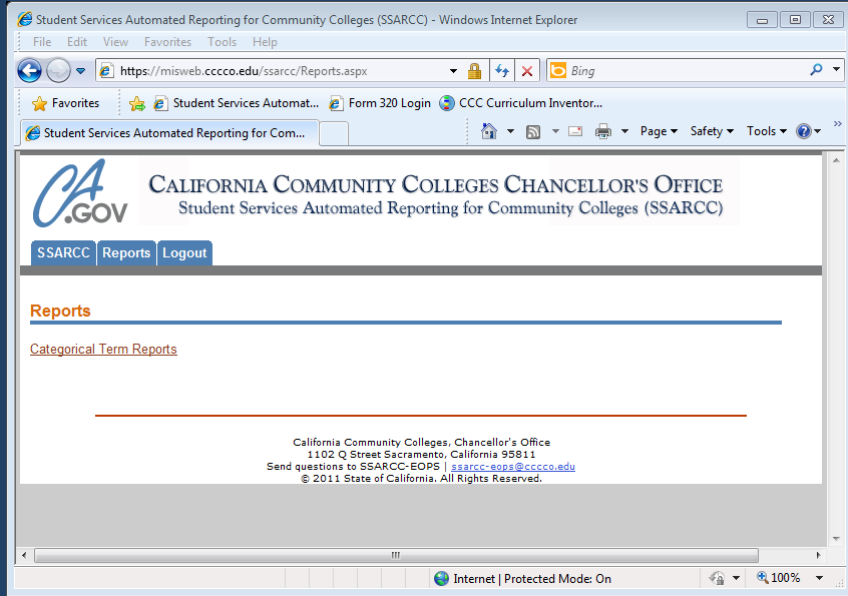 Student Services Automated Reporting for Community Colleges (SSARCC) - Windows Internet Explorer
File Edit View Favorites Tools Help
https://misweb.cccco.edu/ssarcc/Reports.aspx Bing
Favorites Student Services Automat... Form 320 Login CCC Curriculum Inventor...
Student Services Automated Reporting for Com... Page Safety Tools
CA.GOV
CALIFORNIA COMMUNITY COLLEGES CHANCELLOR'S OFFICE
Student Services Automated Reporting for Community Colleges (SSARCC)
SSARCC Reports Logout
Reports
Categorical Term Reports
California Community Colleges, Chancellor's Office
1102 Q Street Sacramento, California 95811
Send questions to SSARCC-EOPS | ssarcc-eops@cccco.edu
© 2011 State of California. All Rights Reserved.
Internet | Protected Mode: On 100%